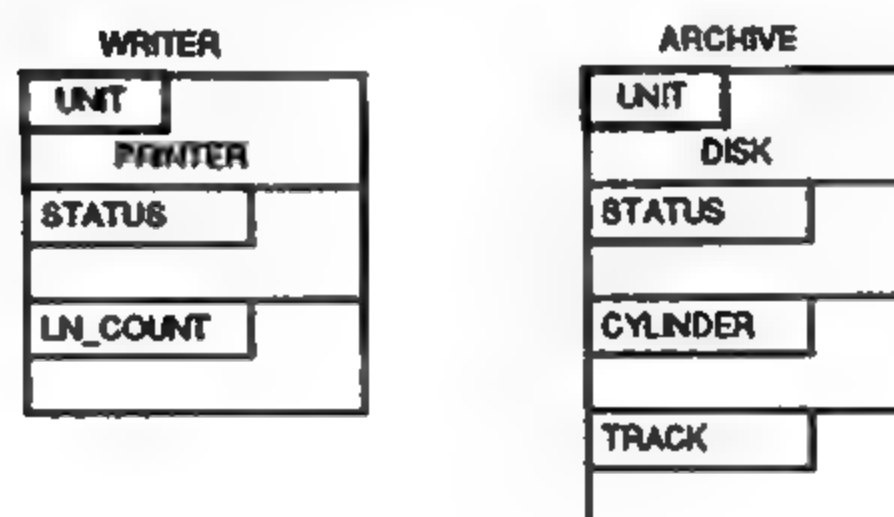 WRITER
UNIT
PRINTER
STATUS
LN_COUNT
ARCHIVE
UNIT
DISK
STATUS
CYLINDER
TRACK